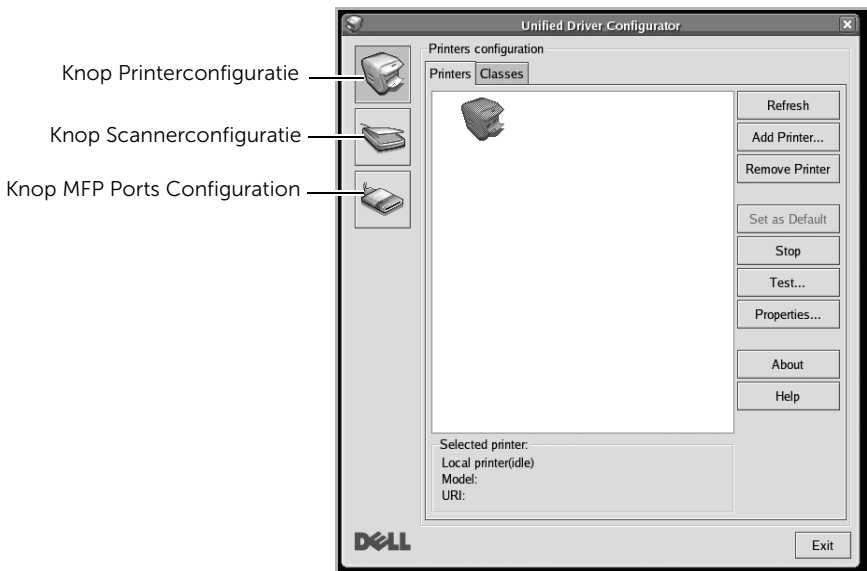 Unified Driver Configurator
Knop Printerconfiguratie
Knop Scannerconfiguratie
Knop MFP Ports Configuration
Printers configuration
Printers Classes
Refresh
Add Printer...
Remove Printer
Set as Default
Stop
Test...
Properties...
About
Help
Selected printer:
Local printer(idle)
Model:
URI:
DELL
Exit